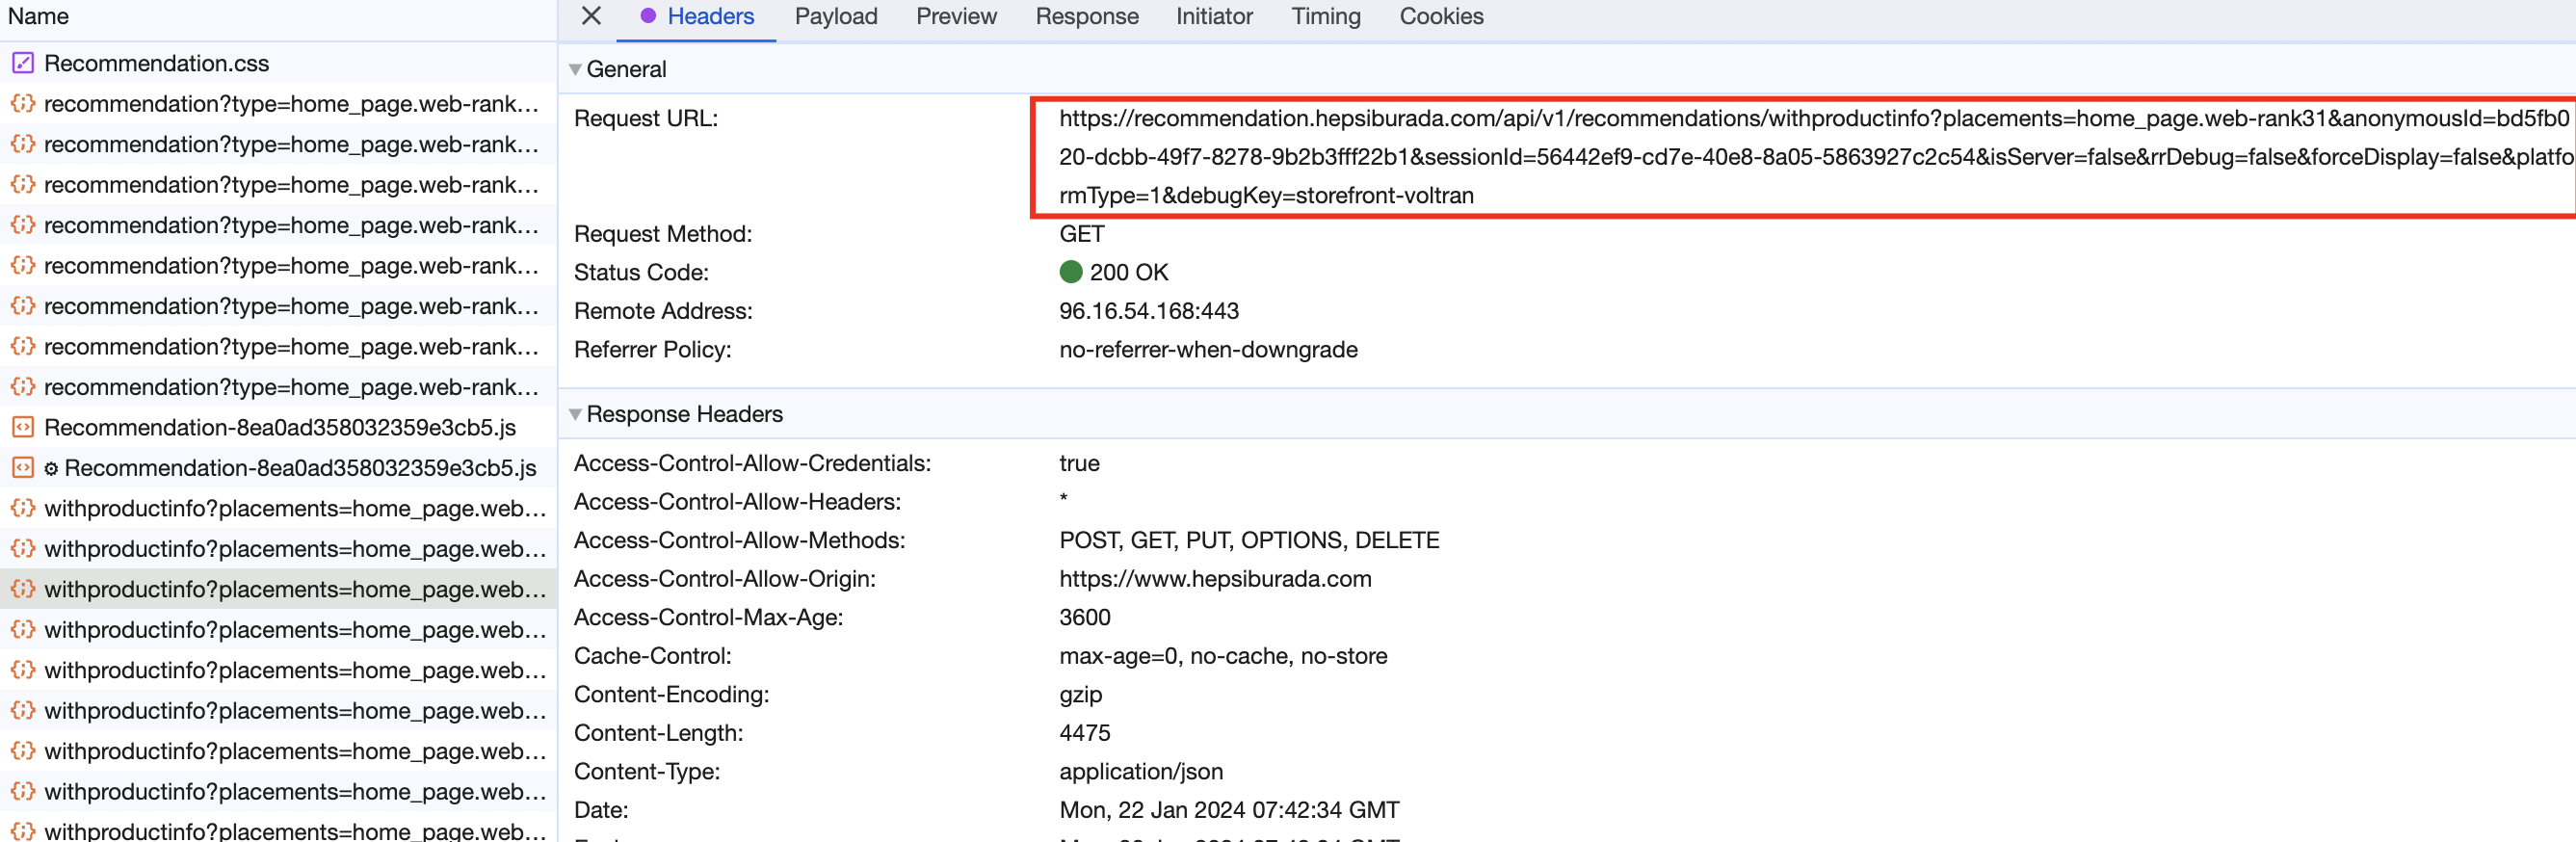 Name
Recommendation.css
recommendation?type=home_page.web-rank...
recommendation?type=home_page.web-rank...
recommendation?type=home_page.web-rank...
recommendation?type=home_page.web-rank...
recommendation?type=home_page.web-rank...
recommendation?type=home_page.web-rank...
recommendation?type=home_page.web-rank...
recommendation?type=home_page.web-rank...
Recommendation-8ea0ad358032359e3cb5.js
Recommendation-8ea0ad358032359e3cb5.js
withproductinfo?placements=home_page.web...
withproductinfo?placements=home_page.web...
withproductinfo?placements=home_page.web...
withproductinfo?placements=home_page.web...
withproductinfo?placements=home_page.web...
withproductinfo?placements=home_page.web...
withproductinfo?placements=home_page.web...
withproductinfo?placements=home_page.web...
withproductinfo?placements=home_page.web...
Headers Payload Preview Response Initiator Timing Cookies
General
Request URL: https://recommendation.hepsiburada.com/api/v1/recommendations/withproductinfo?placements=home_page.web-rank31&anonymousId=bd5fb0
20-dcbb-49f7-8278-9b2b3fff22b1&sessionId=56442ef9-cd7e-40e8-8a05-5863927c2c54&isServer=false&rrDebug=false&forceDisplay=false&platfo
rmType=1&debugKey=storefront-voltran
Request Method: GET
Status Code: 200 OK
Remote Address: 96.16.54.168:443
Referrer Policy: no-referrer-when-downgrade
Response Headers
Access-Control-Allow-Credentials: true
Access-Control-Allow-Headers: *
Access-Control-Allow-Methods: POST, GET, PUT, OPTIONS, DELETE
Access-Control-Allow-Origin: https://www.hepsiburada.com
Access-Control-Max-Age: 3600
Cache-Control: max-age=0, no-cache, no-store
Content-Encoding: gzip
Content-Length: 4475
Content-Type: application/json
Date: Mon, 22 Jan 2024 07:42:34 GMT